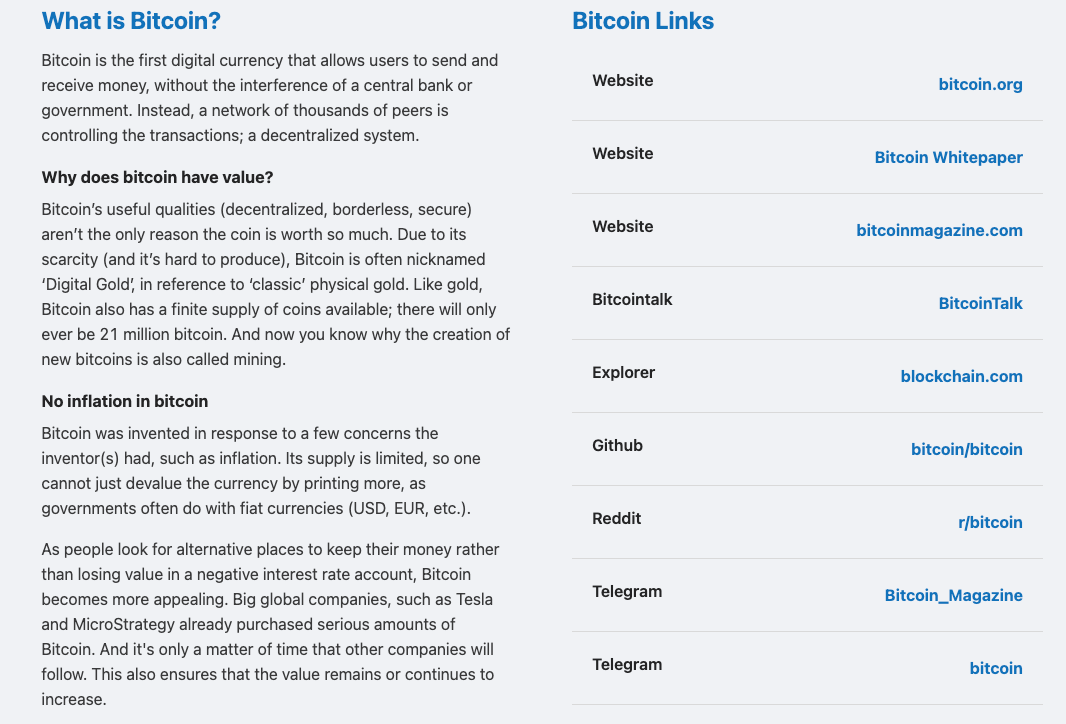 What is Bitcoin?
Bitcoin is the first digital currency that allows users to send and
receive money, without the interference of a central bank or
government. Instead, a network of thousands of peers is
controlling the transactions; a decentralized system.
Why does bitcoin have value?
Bitcoin’s useful qualities (decentralized, borderless, secure)
aren’t the only reason the coin is worth so much. Due to its
scarcity (and it’s hard to produce), Bitcoin is often nicknamed
‘Digital Gold’, in reference to ‘classic’ physical gold. Like gold,
Bitcoin also has a finite supply of coins available; there will only
ever be 21 million bitcoin. And now you know why the creation of
new bitcoins is also called mining.
No inflation in bitcoin
Bitcoin was invented in response to a few concerns the
inventor(s) had, such as inflation. Its supply is limited, so one
cannot just devalue the currency by printing more, as
governments often do with fiat currencies (USD, EUR, etc.).
As people look for alternative places to keep their money rather
than losing value in a negative interest rate account, Bitcoin
becomes more appealing. Big global companies, such as Tesla
and MicroStrategy already purchased serious amounts of
Bitcoin. And it's only a matter of time that other companies will
follow. This also ensures that the value remains or continues to
increase.
Bitcoin Links
Website bitcoin.org
Website Bitcoin Whitepaper
Website bitcoinmagazine.com
Bitcointalk BitcoinTalk
Explorer blockchain.com
Github bitcoin/bitcoin
Reddit r/bitcoin
Telegram Bitcoin_Magazine
Telegram bitcoin